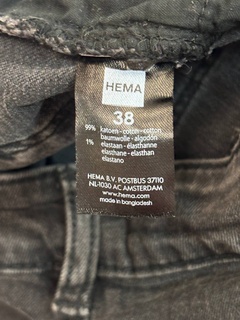 HEMA
38
99% katoen - coton - cotton
baumwolle - algodon
1% elastaan - élasthanne
elasthane - elasthan
elastano
HEMA B.V. POSTBUS 37110
NL-1030 AC AMSTERDAM
www.hema.com
made in bangladesh